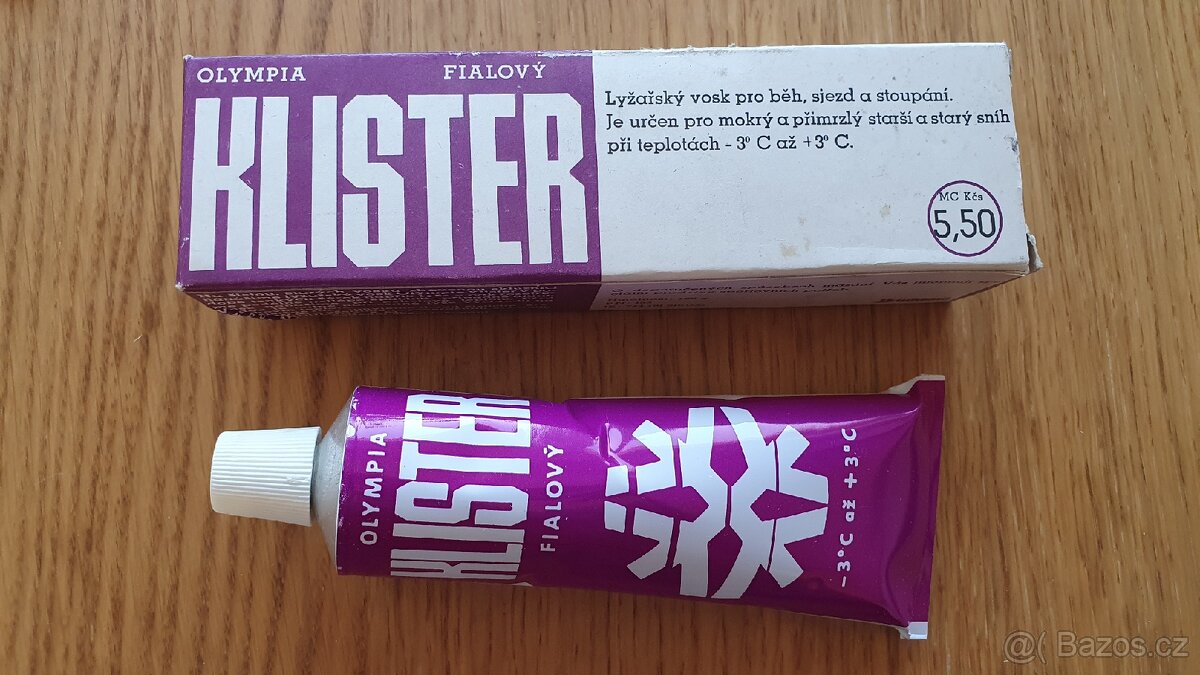 OLYMPIA FIALOVÝ
KLISTER
Lyžařský vosk pro běh, sjezd a stoupání.
Je určen pro mokrý a přimrzlý starší a starý sníh
při teplotách - 3° C až +3° C.
MC Kčs
5,50
OLYMPIA
KLISTER
FIALOVÝ
-3°C až +3°C
@( Bazos.cz